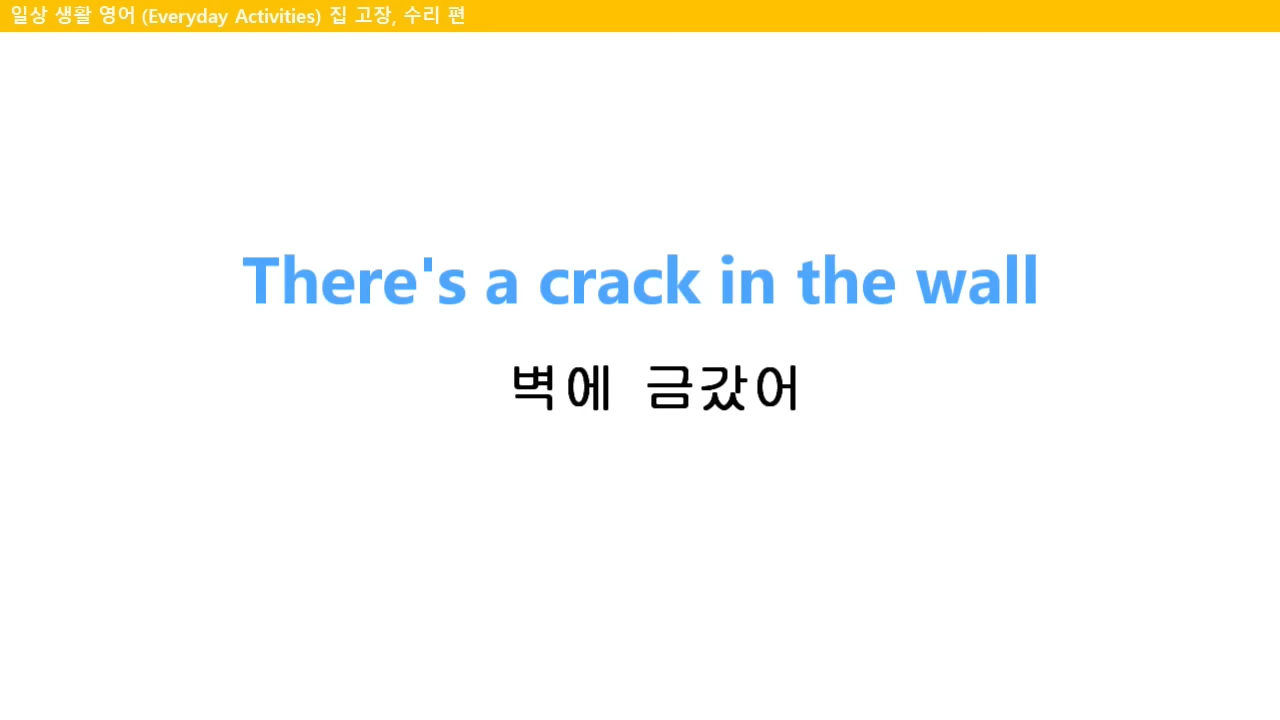 일상 생활 영어 (Everyday Activities) 집 고장, 수리 편
There's a crack in the wall
벽에 금갔어